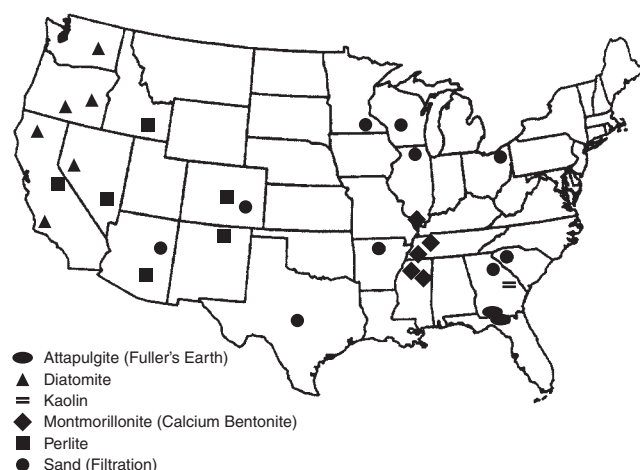 Attapulgite (Fuller's Earth)
Diatomite
Kaolin
Montmorillonite (Calcium Bentonite)
Perlite
Sand (Filtration)